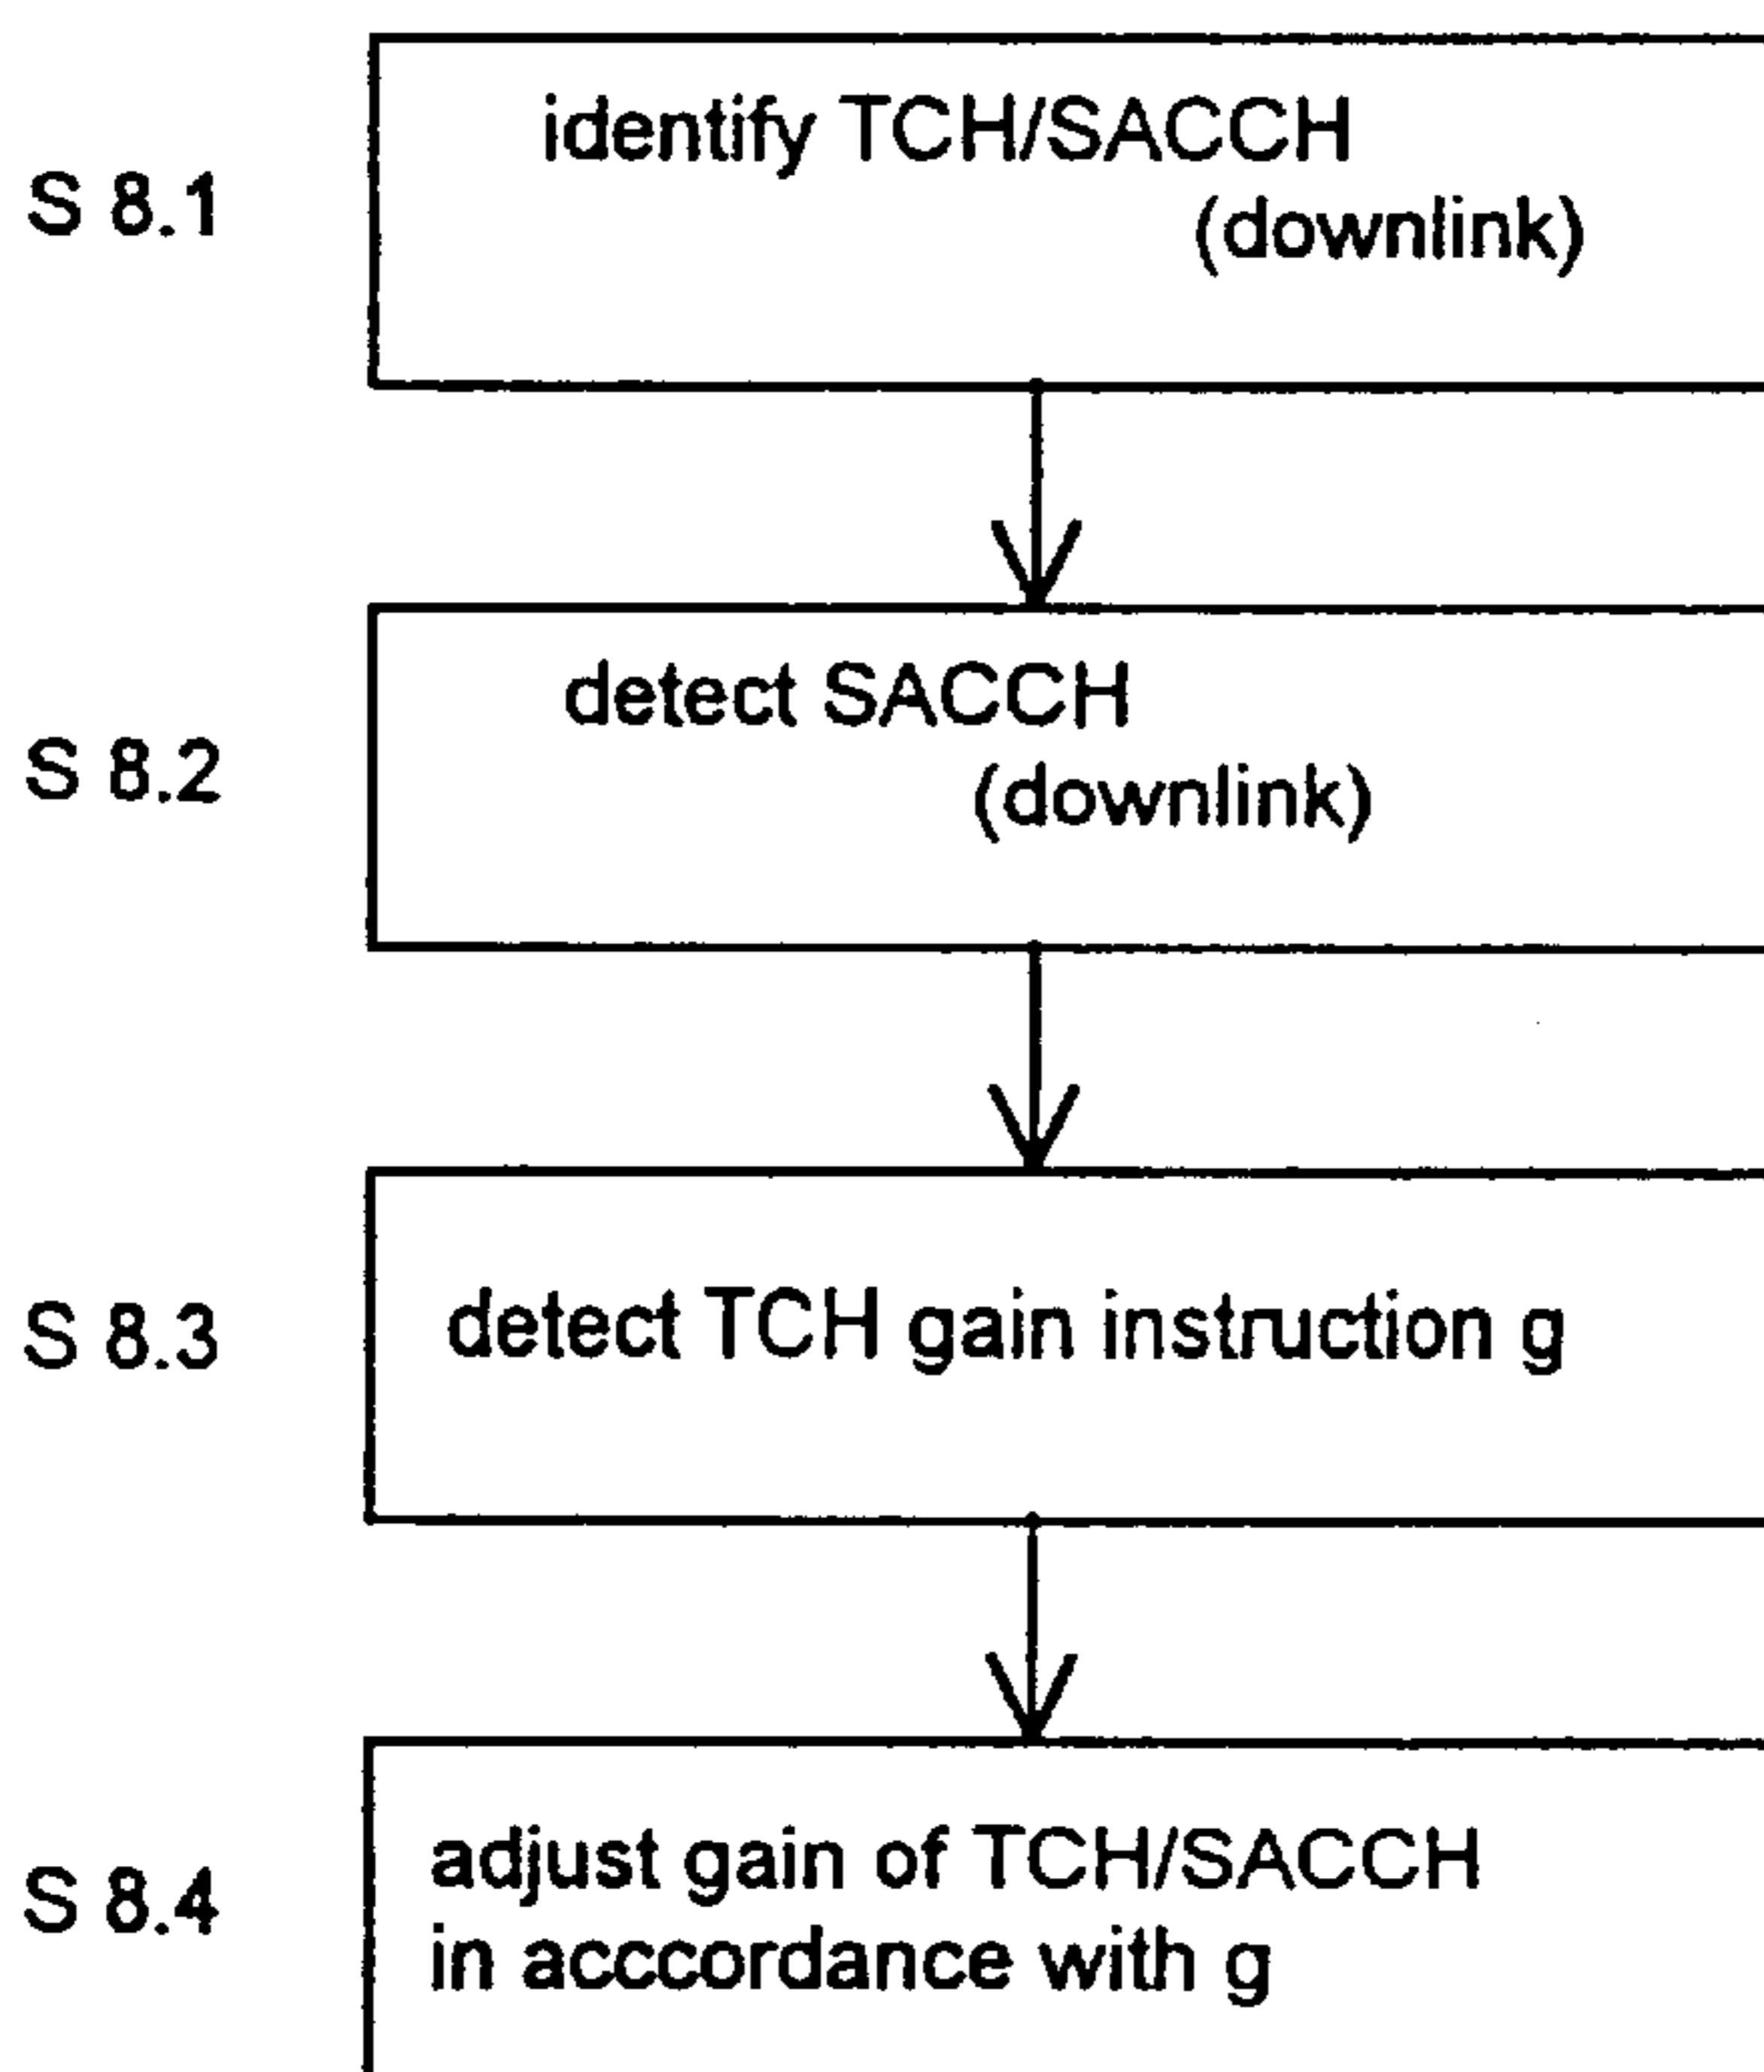 identify TCH/SACCH
S 8.1
(downlink)
detect SACCH
S 8.2
(downlink)
S 8.3
detect TCH gain instruction g
adjust gain of TCH/SACCH
S 8.4
in acccordance with g